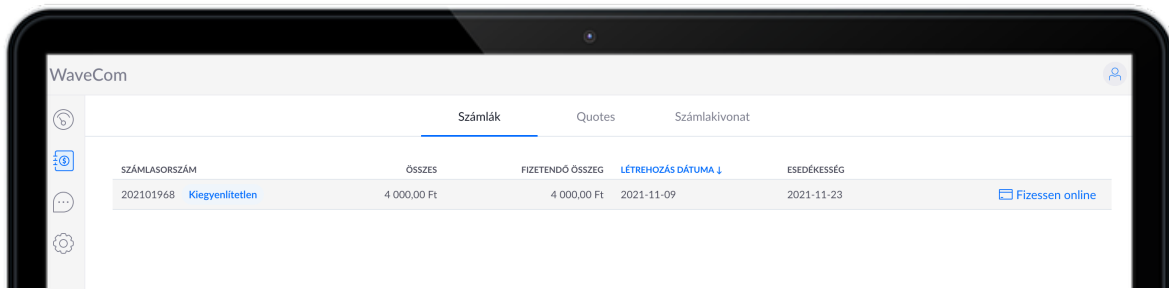 WaveCom
Számlák Quotes Számlakivonat
SZÁMLASORSZÁM ÖSSZES FIZETENDŐ ÖSSZEG LÉTREHOZÁS DÁTUMA ↓ ESEDÉKESSÉG
202101968 Kiegyenlítetlen 4 000,00 Ft 4 000,00 Ft 2021-11-09 2021-11-23 Fizessen online